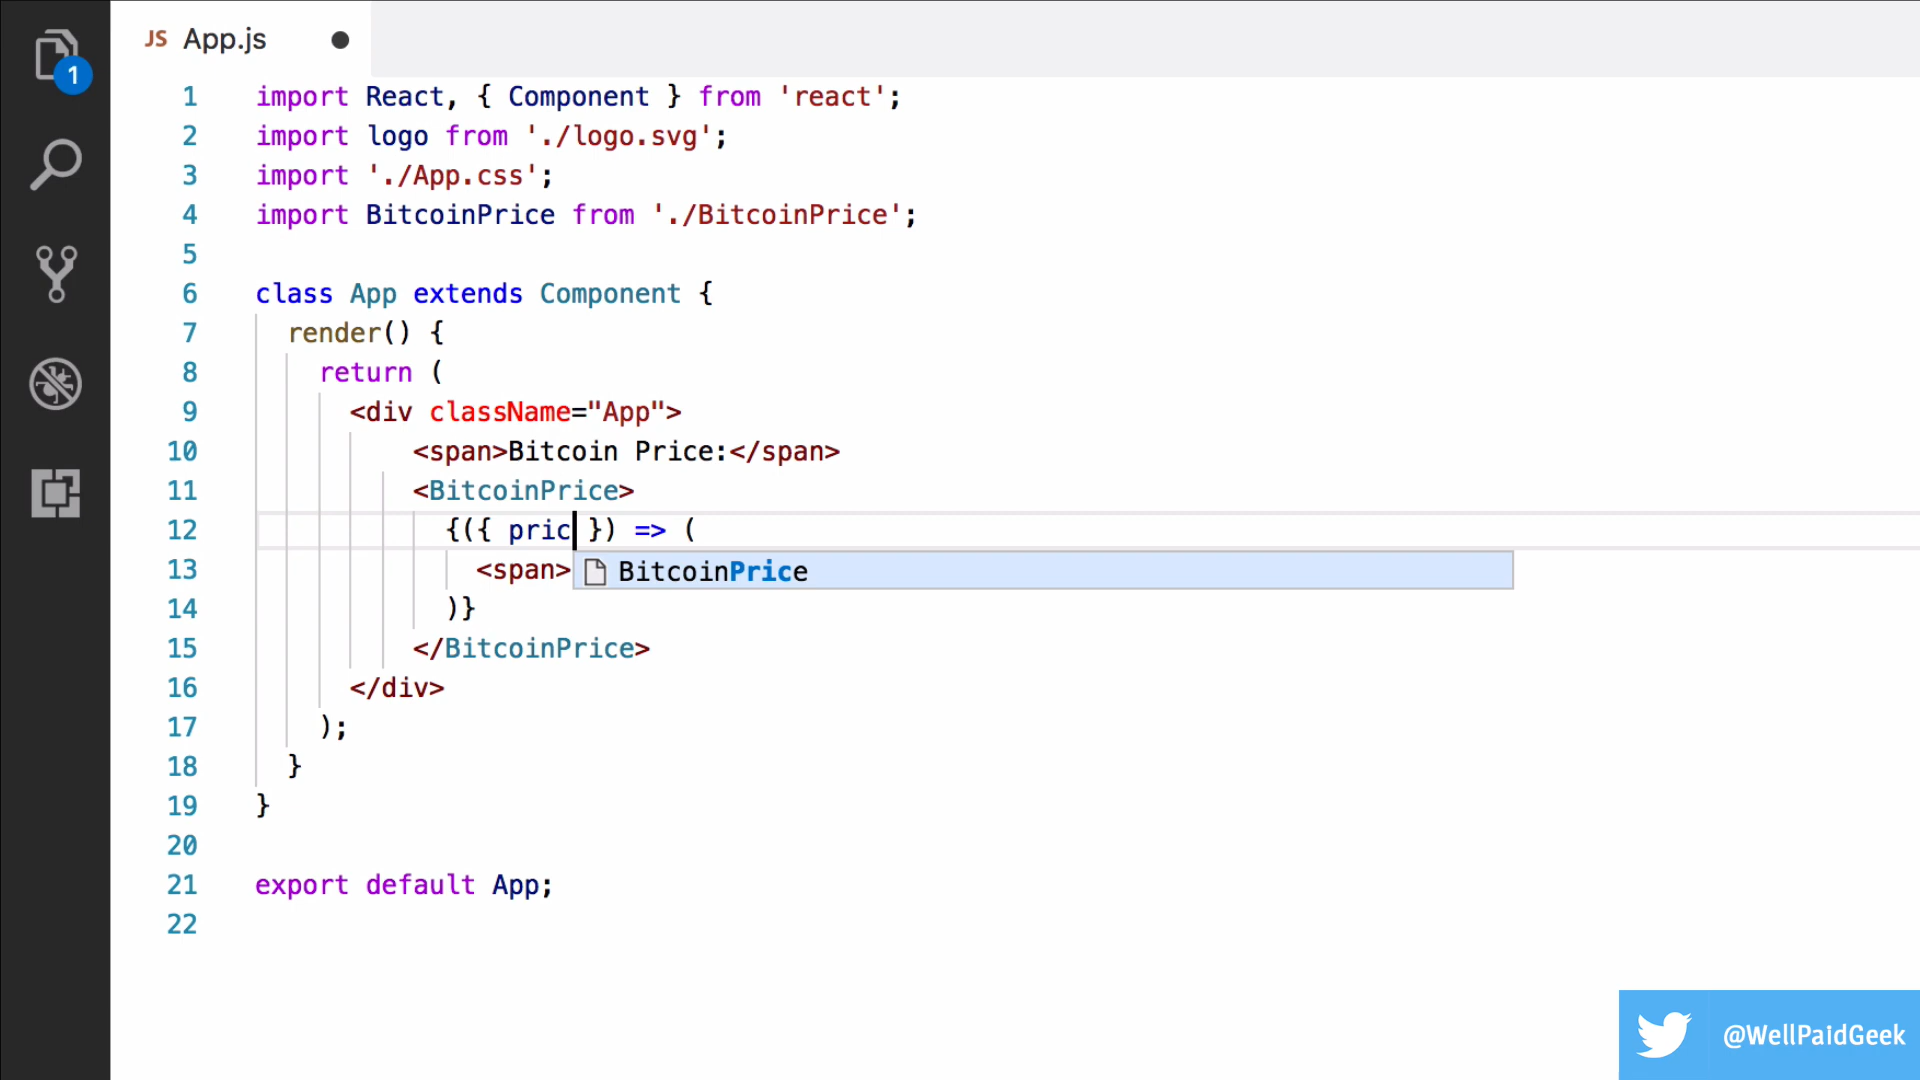 JS App.js
1
1 import React, { Component } from 'react';
2 import logo from './logo.svg';
3 import './App.css';
4 import BitcoinPrice from './BitcoinPrice';
5
6 class App extends Component {
7 render() {
8 return (
9 <div className="App">
10 <span>Bitcoin Price:</span>
11 <BitcoinPrice>
12 {({ pric }) => (
13 <span> BitcoinPrice
14 )}
15 </BitcoinPrice>
16 </div>
17 );
18 }
19 }
20
21 export default App;
22
@WellPaidGeek